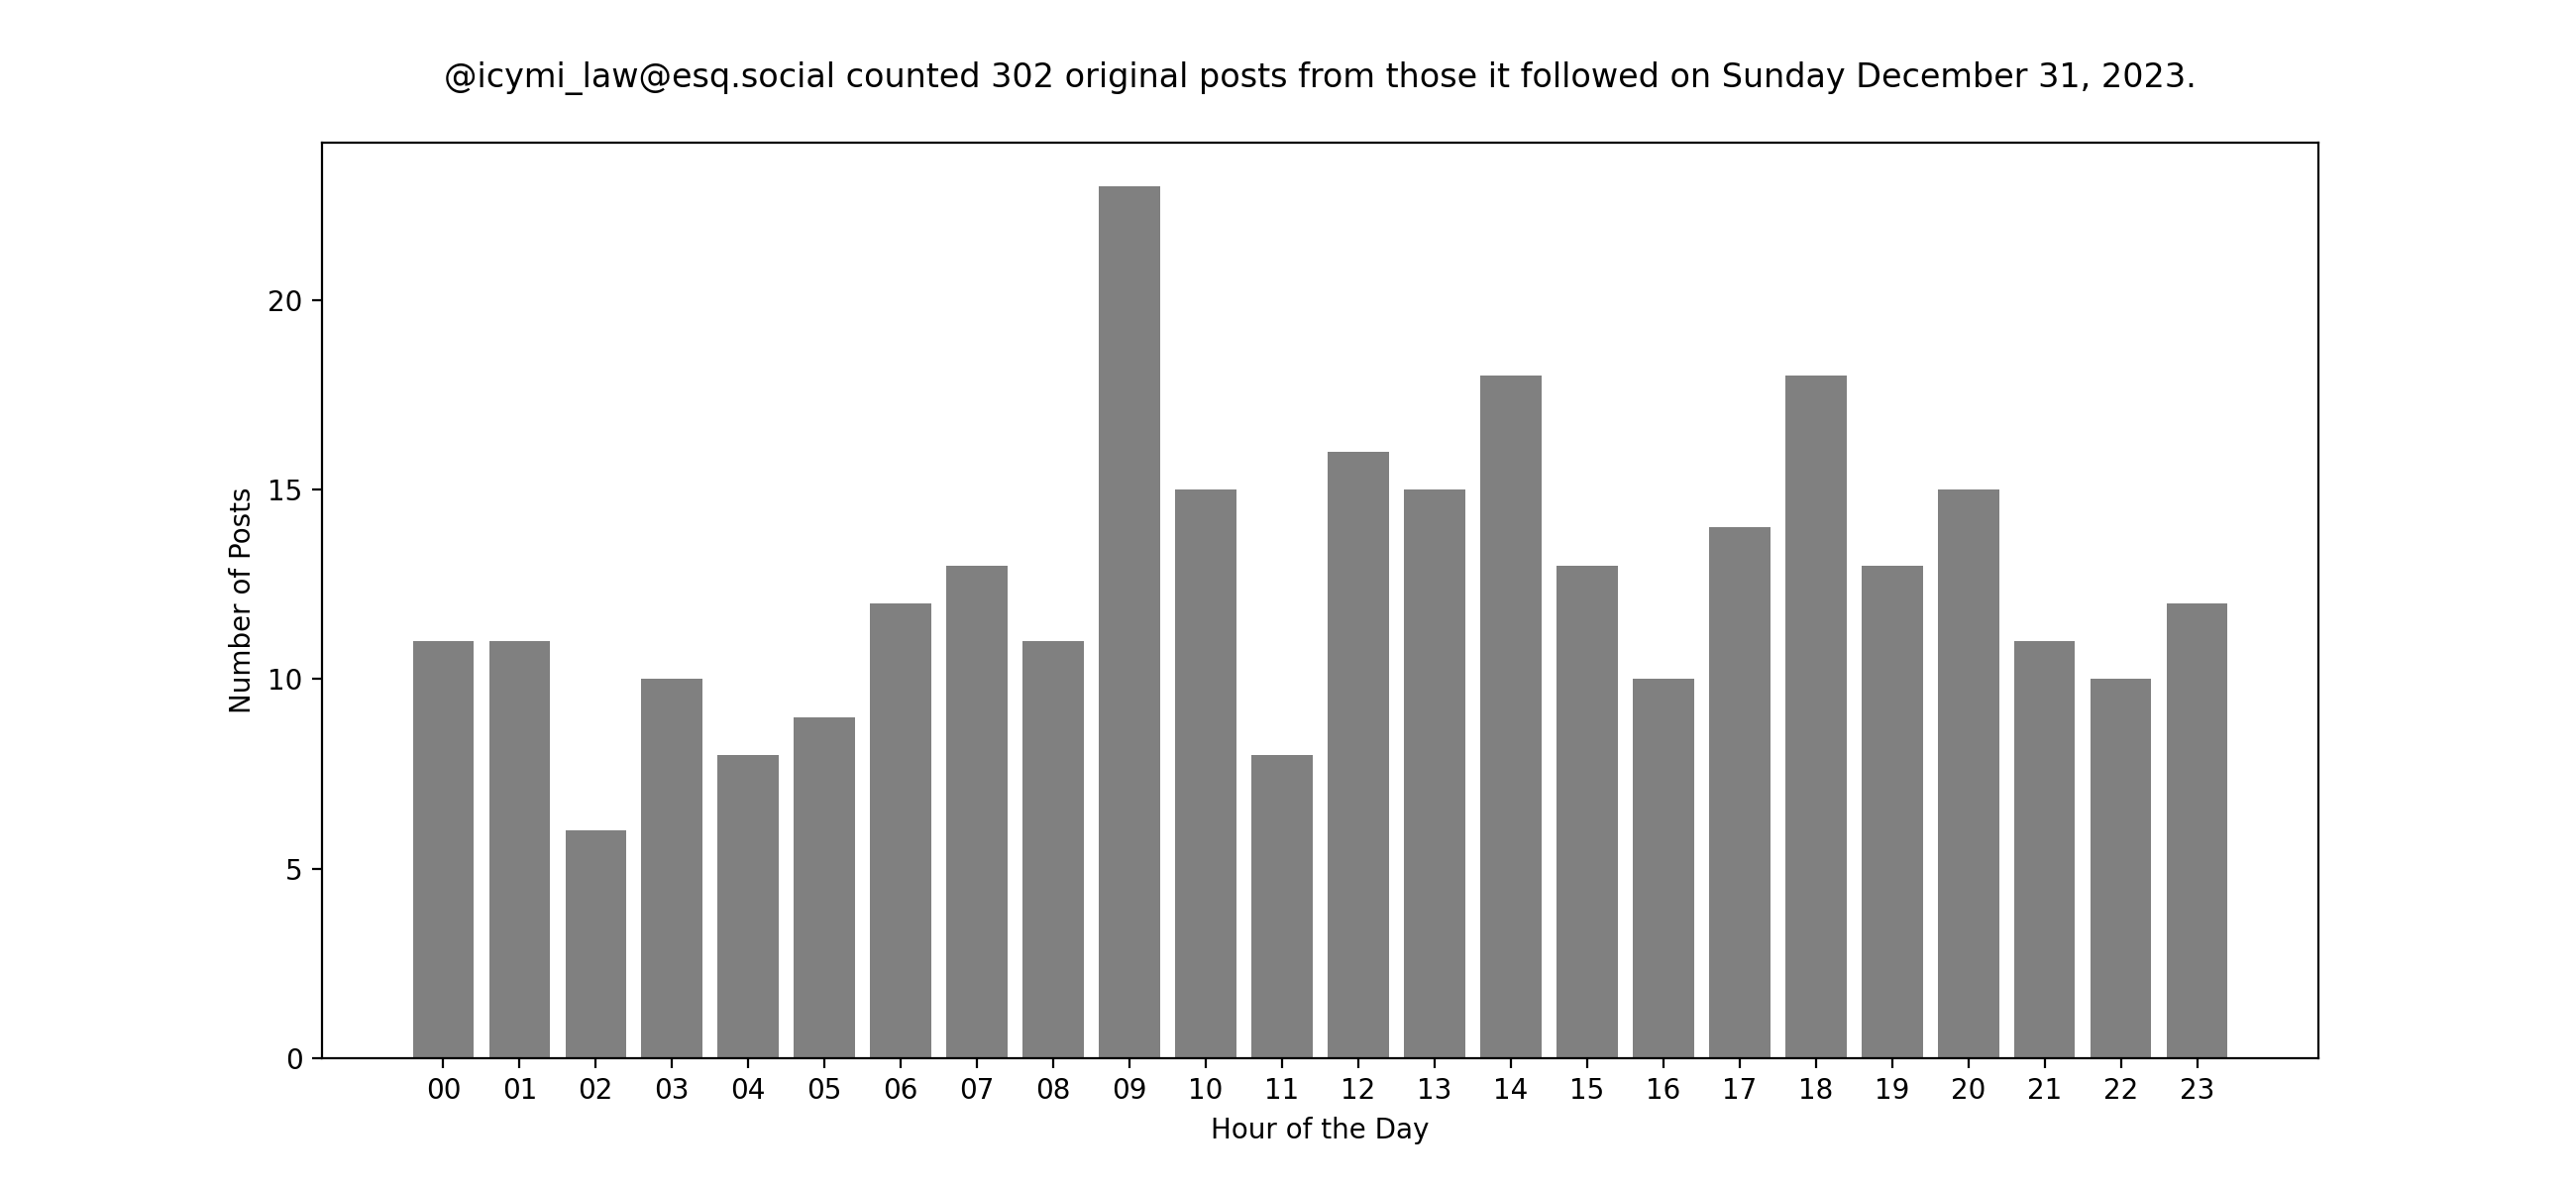 @icymi_law@esq.social counted 302 original posts from those it followed on Sunday December 31, 2023.
Number of Posts
20
15
10
5
0
00 01 02 03 04 05 06 07 08 09 10 11 12 13 14 15 16 17 18 19 20 21 22 23
Hour of the Day